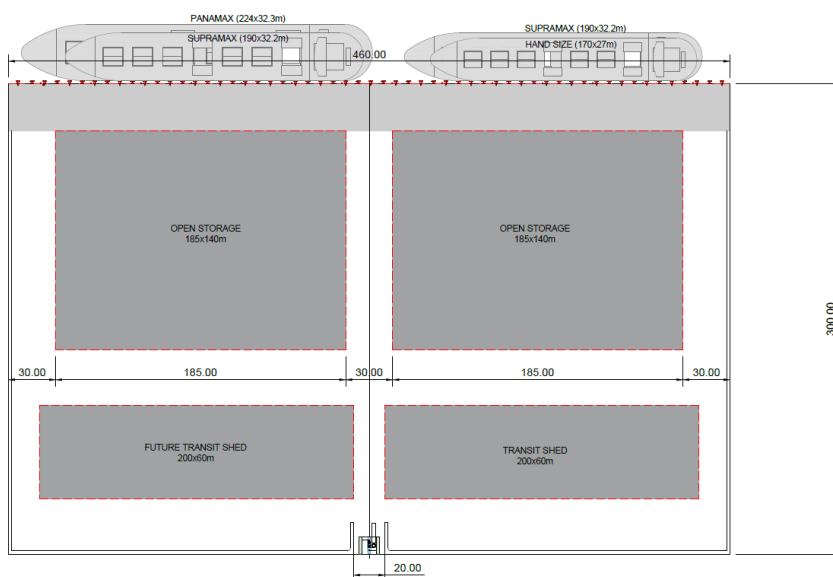 PANAMAX (224x32.3m)
SUPRAMAX (190x32.2m)
SUPRAMAX (190x32.2m)
HAND SIZE (170x27m)
460.00
OPEN STORAGE
185x140m
OPEN STORAGE
185x140m
300.00
30.00
185.00
30.00
185.00
30.00
FUTURE TRANSIT SHED
200x60m
TRANSIT SHED
200x60m
20.00